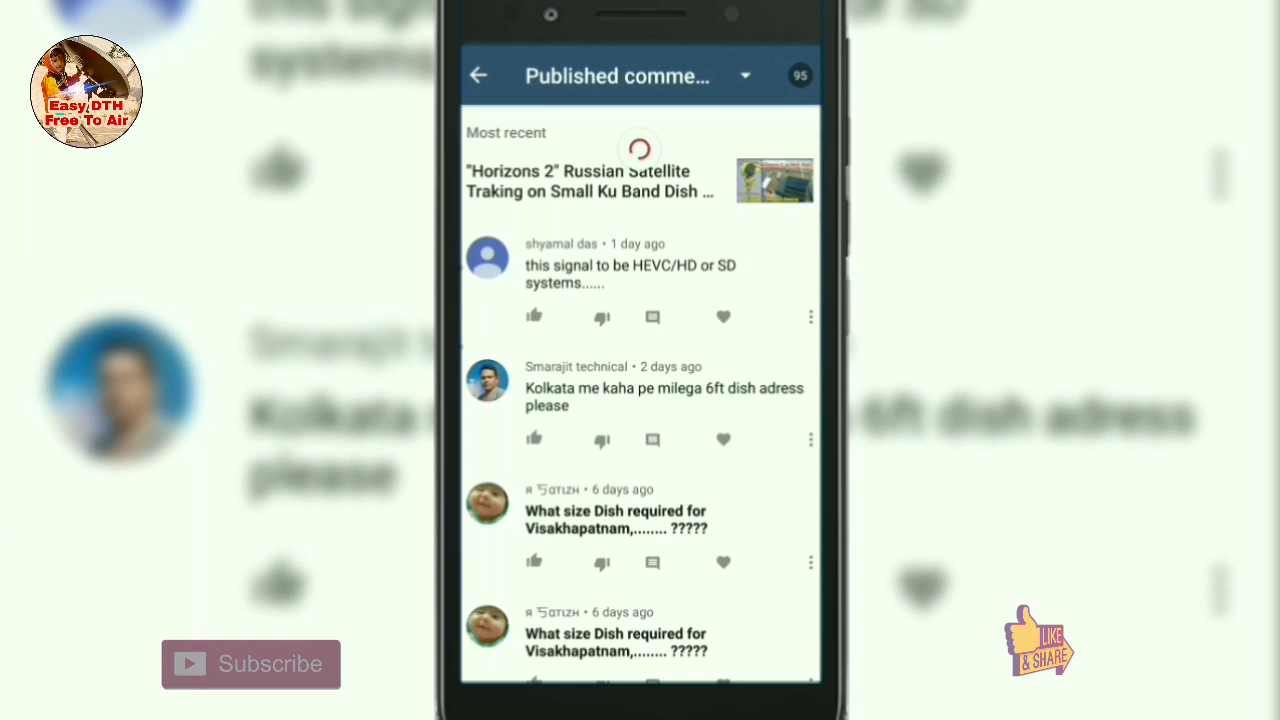 Easy DTH
Free To Air
Published comme...
95
Most recent
"Horizons 2" Russian Satellite
Traking on Small Ku Band Dish ...
shyamal das • 1 day ago
this signal to be HEVC/HD or SD
systems......
Smarajit technical • 2 days ago
Kolkata me kaha pe milega 6ft dish adress
please
6 days ago
What size Dish required for
Visakhapatnam,........ ?????
6 days ago
What size Dish required for
Visakhapatnam,........ ?????
Subscribe
LIKE
& SHARE